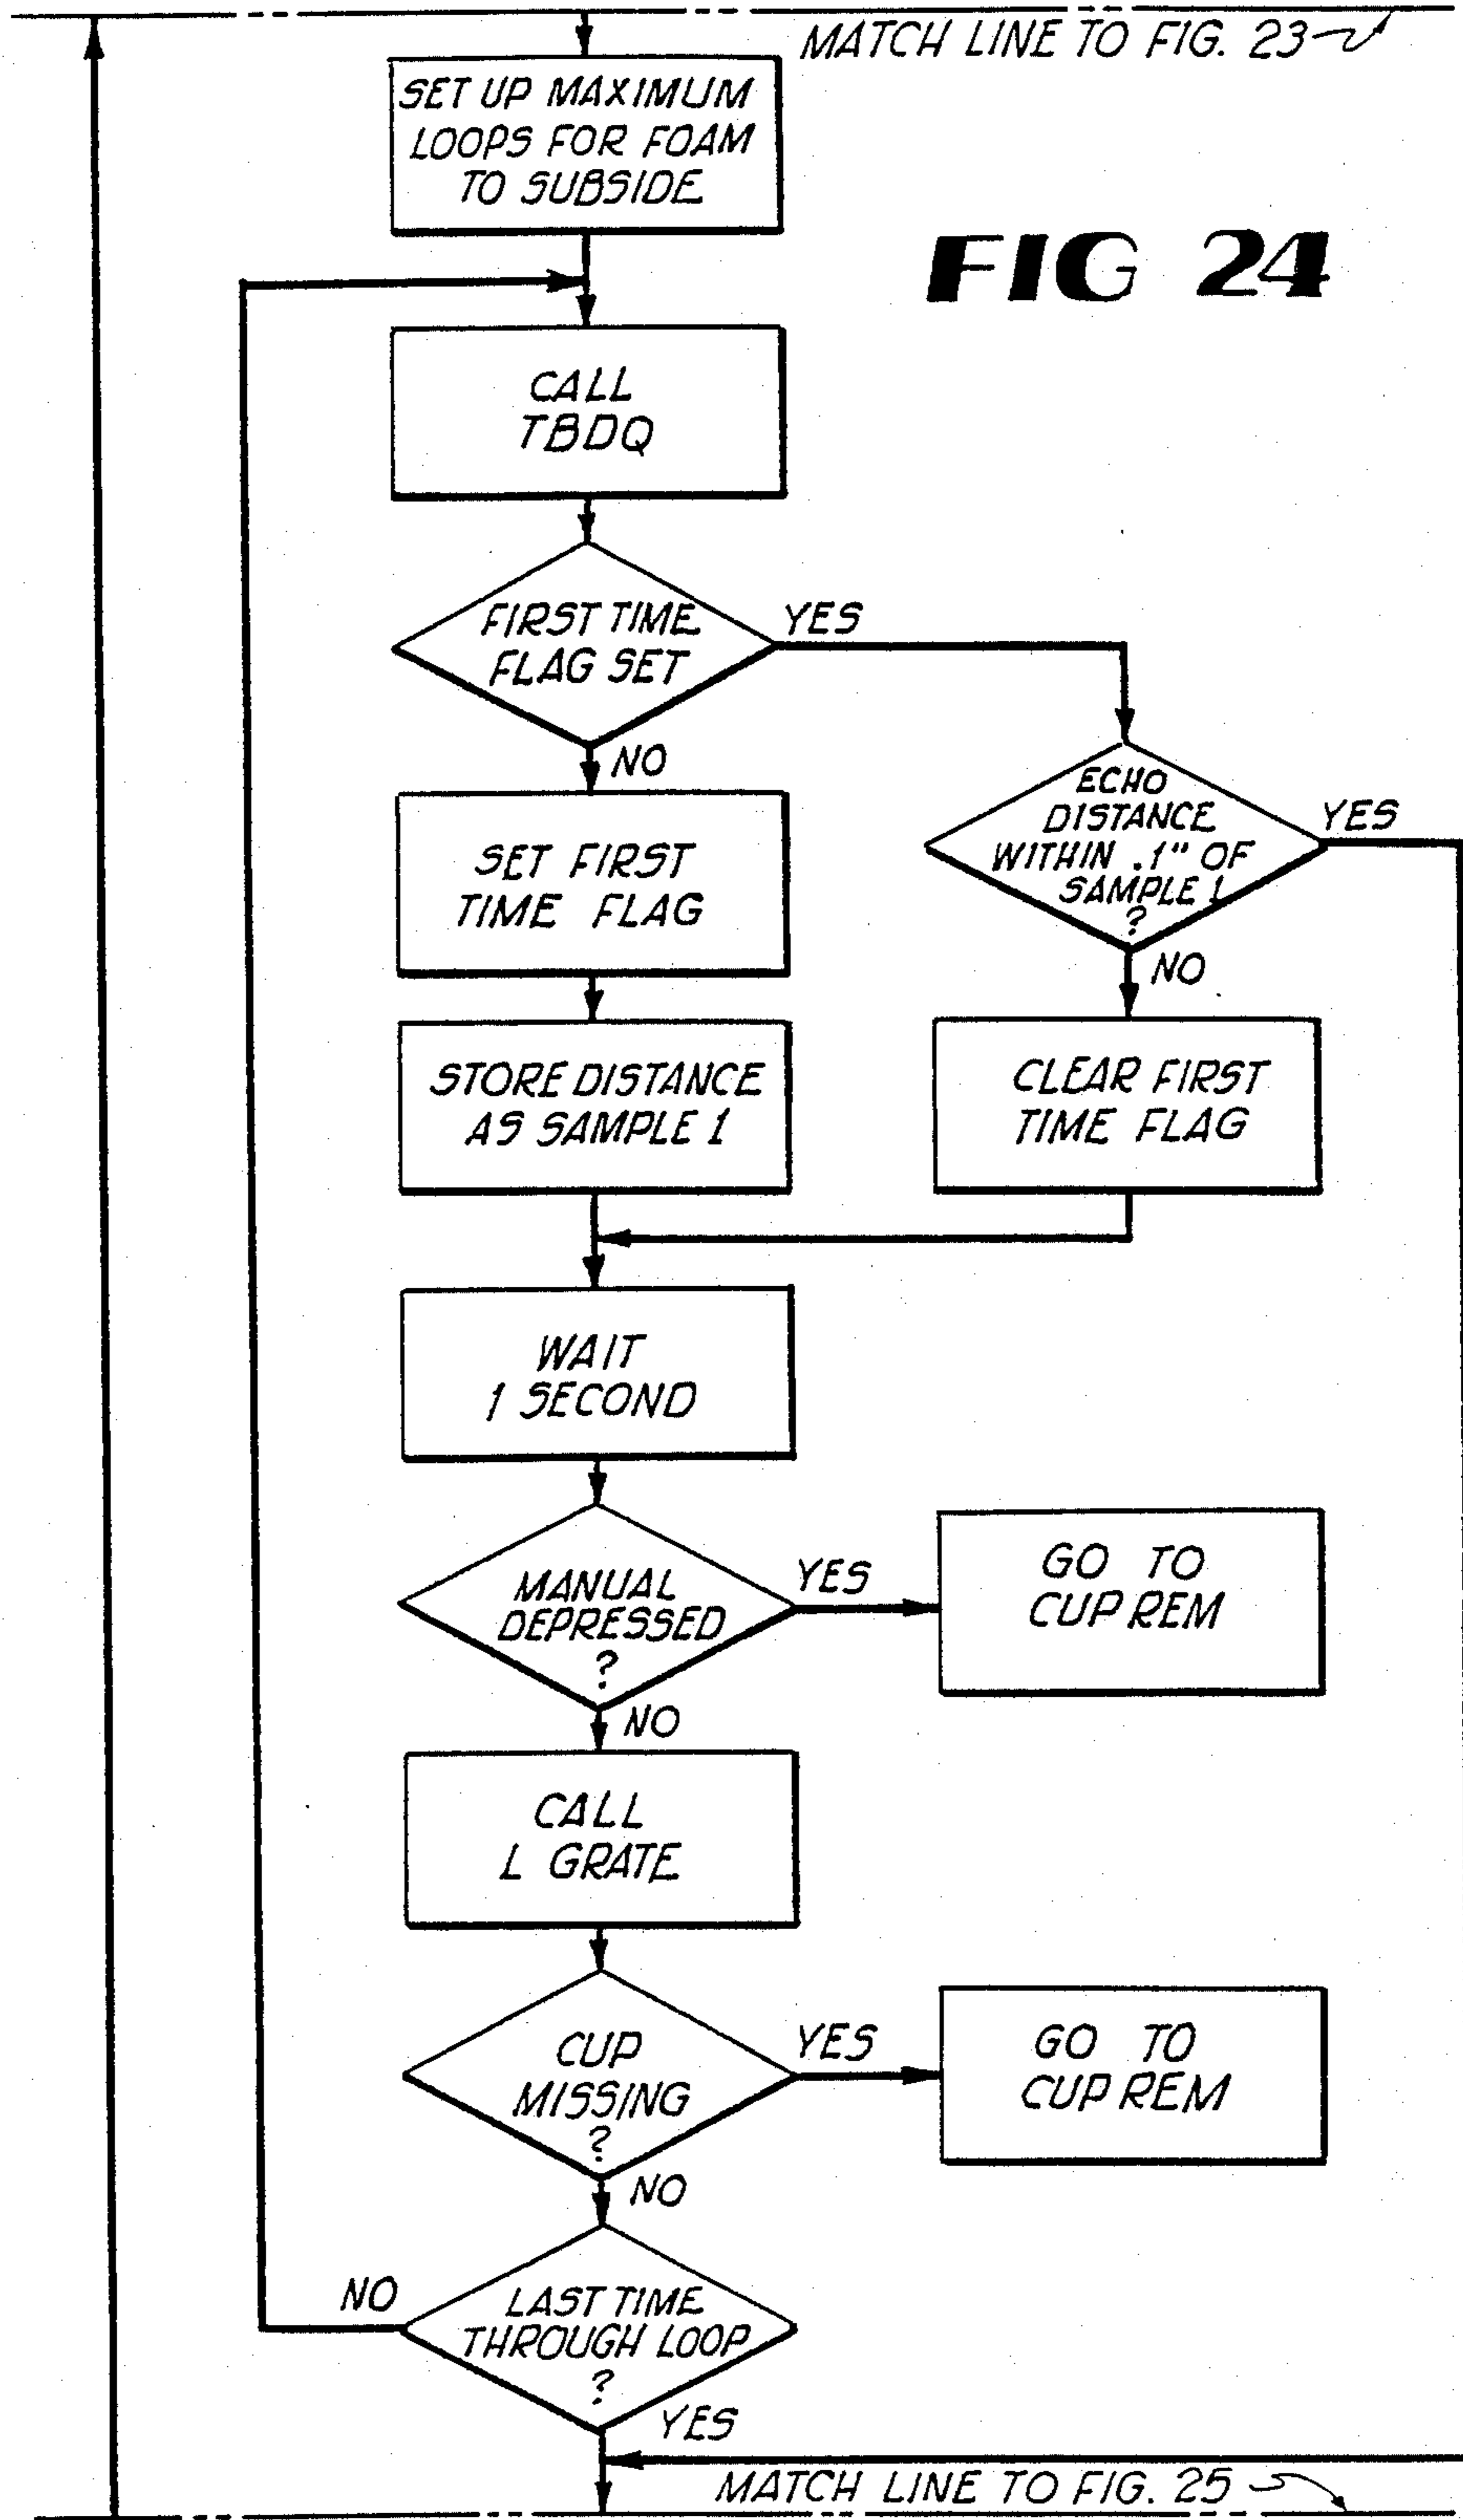 MATCH LINE TO FIG. 23
SET UP MAXIMUM
LOOPS FOR FOAM
TO SUBSIDE
FIG 24
CALL
TBDQ
FIRST TIME
FLAG SET
YES
NO
ECHO
DISTANCE
WITHIN .1" OF
SAMPLE 1
?
YES
NO
SET FIRST
TIME FLAG
STORE DISTANCE
AS SAMPLE 1
CLEAR FIRST
TIME FLAG
WAIT
1 SECOND
MANUAL
DEPRESSED
?
YES
GO TO
CUP REM
NO
CALL
L GRATE
CUP
MISSING
?
YES
GO TO
CUP REM
NO
LAST TIME
THROUGH LOOP
?
NO
YES
MATCH LINE TO FIG. 25